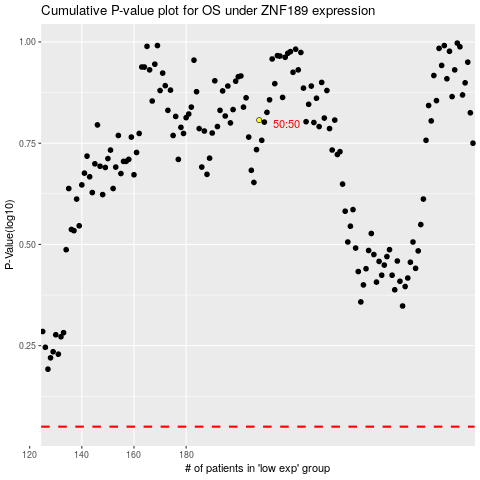 Cumulative P-value plot for OS under ZNF189 expression
1.00
0.75
0.50
0.25
P-Value(log10)
50:50
120 140 160 180
# of patients in 'low exp' group